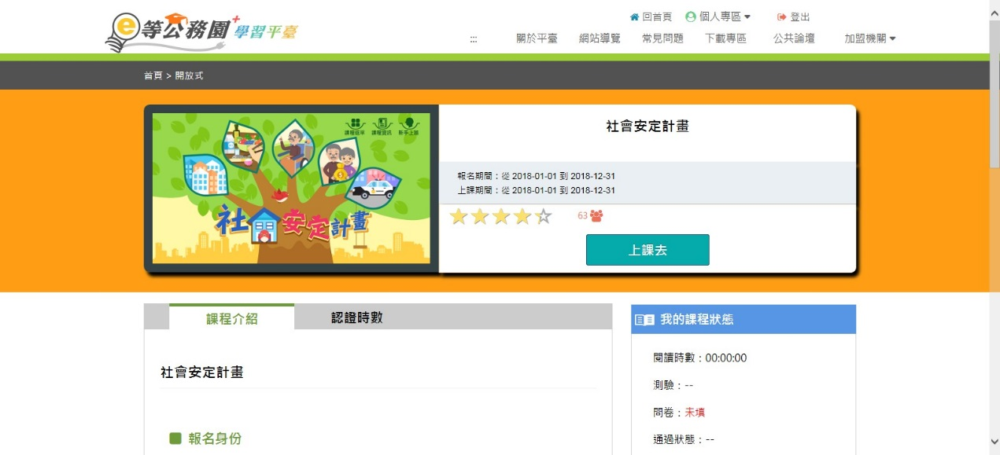 e等公務園+學習平臺
回首頁 個人專區 登出
::: 關於平臺 網站導覽 常見問題 下載專區 公共論壇 加盟機關
首頁 > 開放式
課程選單 課程資訊 新手上路
社會安定計畫
社會安定計畫
報名期間：從 2018-01-01 到 2018-12-31
上課期間：從 2018-01-01 到 2018-12-31
63
上課去
課程介紹 認證時數
社會安定計畫
報名身份
我的課程狀態
閱讀時數：00:00:00
測驗：--
問卷：未填
通過狀態：--